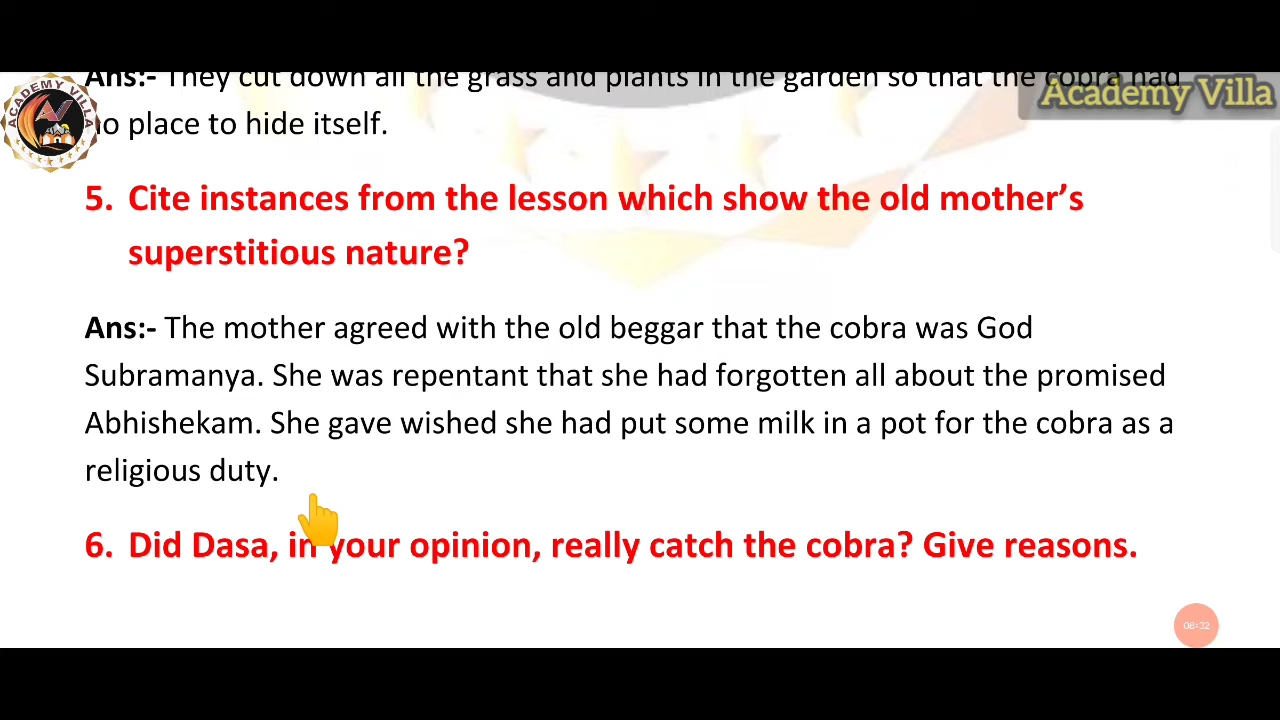 Ans:- They cut down all the grass and plants in the garden so that the cobra had
Academy Villa
ACADEMY VILLA
no place to hide itself.
5. Cite instances from the lesson which show the old mother’s
superstitious nature?
Ans:- The mother agreed with the old beggar that the cobra was God
Subramanya. She was repentant that she had forgotten all about the promised
Abhishekam. She gave wished she had put some milk in a pot for the cobra as a
religious duty.
6. Did Dasa, in your opinion, really catch the cobra? Give reasons.
06:32